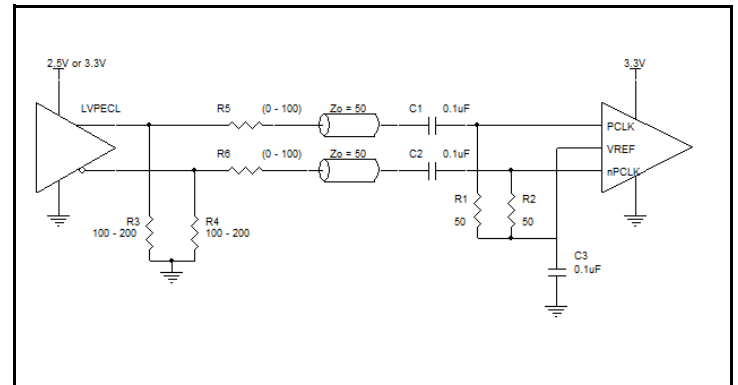 2.5V or 3.3V
3.3V
LVPECL
R5
(0 - 100)
Zo = 50
C1
0.1uF
PCLK
VREF
R6
(0 - 100)
Zo = 50
C2
0.1uF
nPCLK
R1
50
R2
50
R3
100 - 200
R4
100 - 200
C3
0.1uF